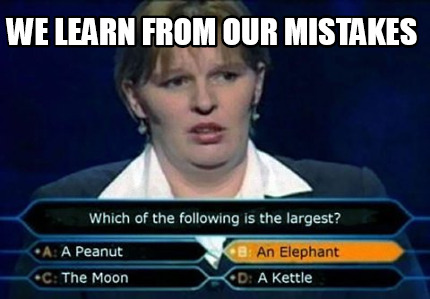 WE LEARN FROM OUR MISTAKES
Which of the following is the largest?
A: A Peanut
B: An Elephant
C: The Moon
D: A Kettle